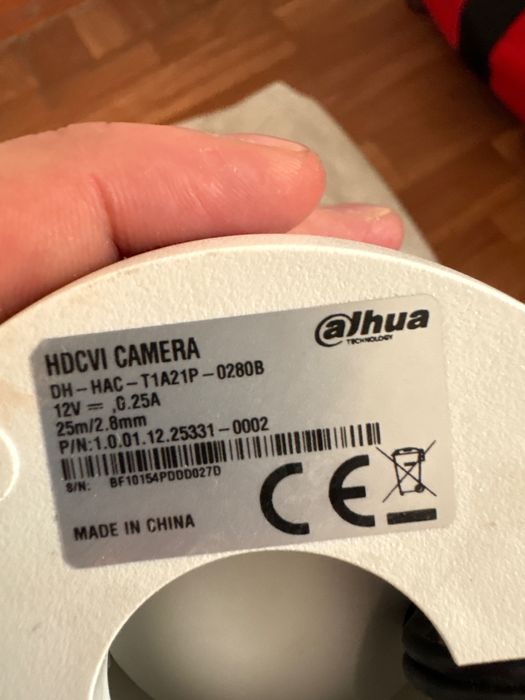 alhua
TECHNOLOGY
HDCVI CAMERA
DH-HAC-T1A21P-0280B
12V ⎓ ,0.25A
25m/2.8mm
P/N:1.0.01.12.25331-0002
S/N: BF10154PDDD027D
CE
MADE IN CHINA